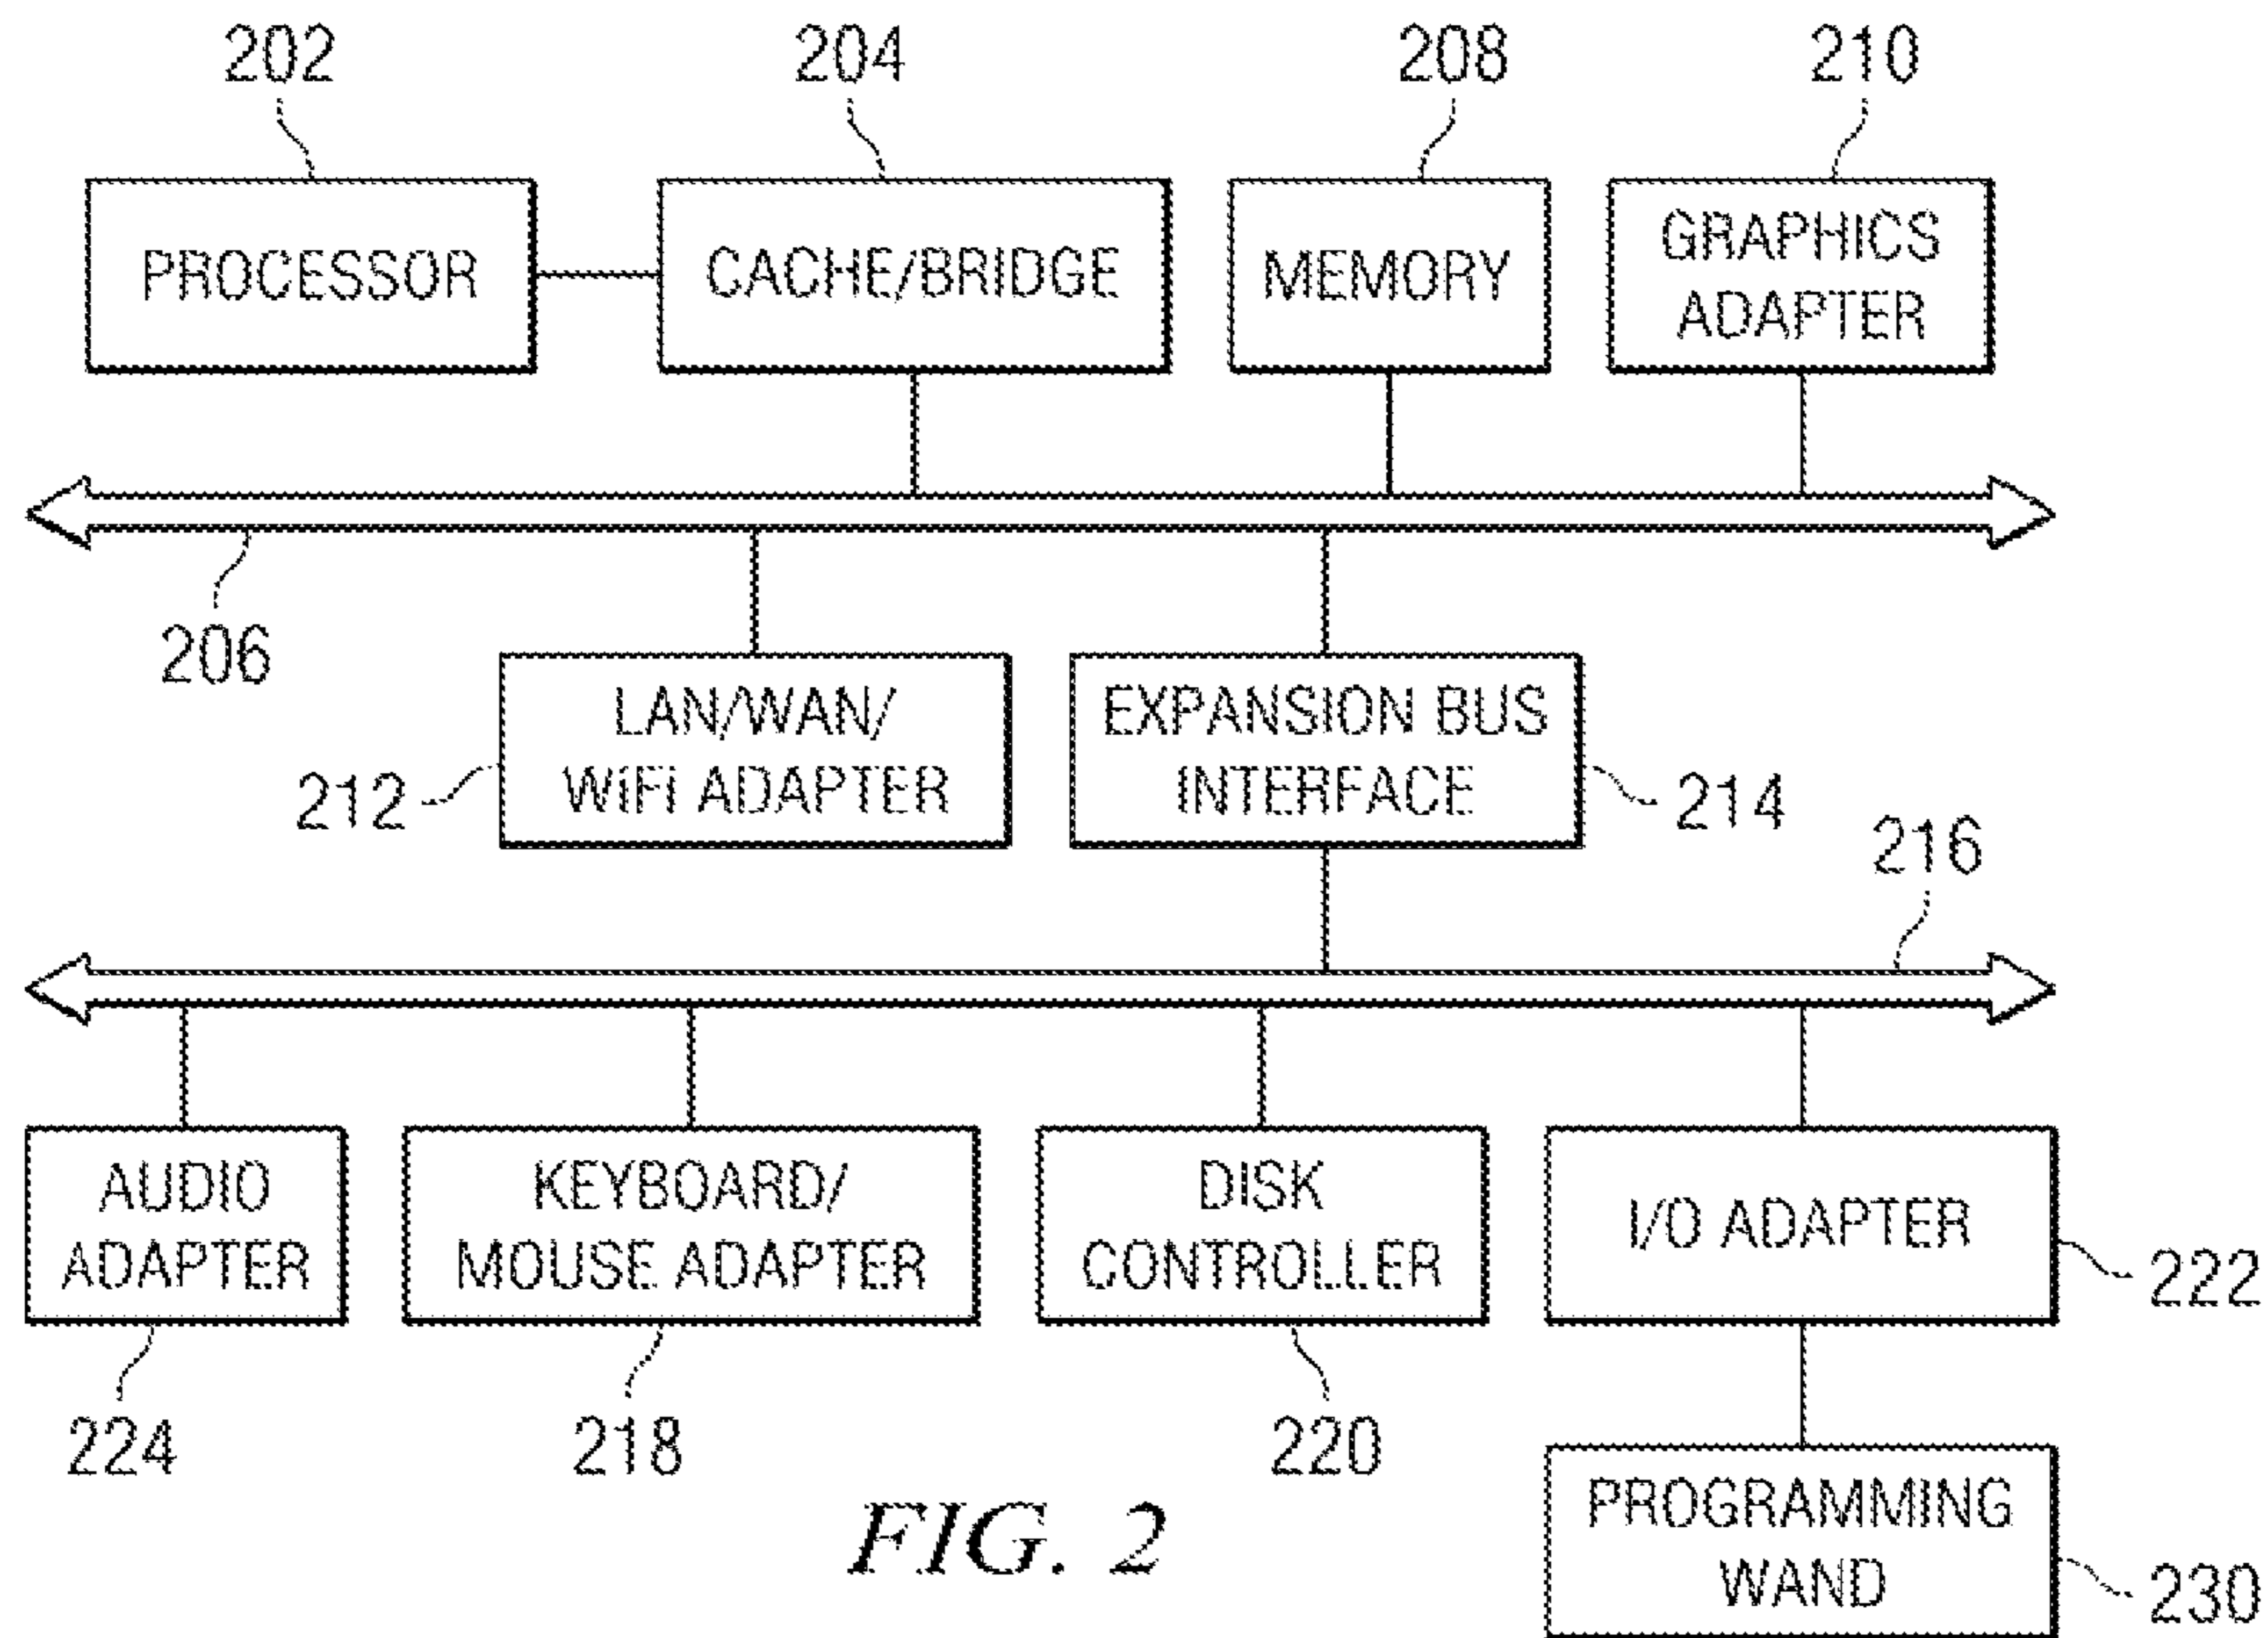 202 204 208 210
PROCESSOR CACHE/BRIDGE MEMORY GRAPHICS
ADAPTER
206
LAN/WAN/
WiFi ADAPTER
212
EXPANSION BUS
INTERFACE
214
216
AUDIO
ADAPTER
KEYBOARD/
MOUSE ADAPTER
DISK
CONTROLLER
I/O ADAPTER
222
224 218 220
PROGRAMMING
WAND
230
FIG. 2